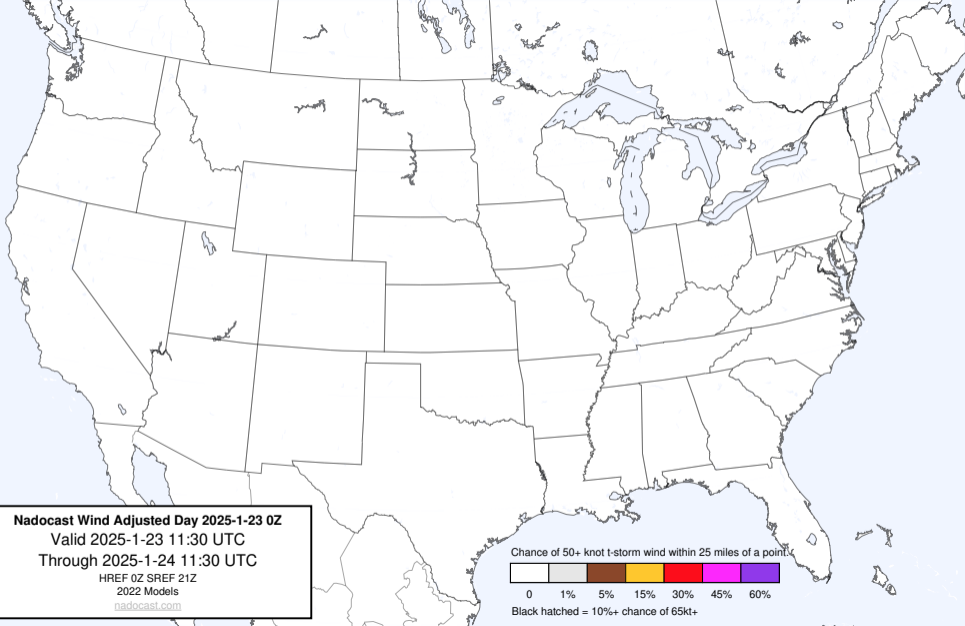 Nadocast Wind Adjusted Day 2025-1-23 0Z
Valid 2025-1-23 11:30 UTC
Through 2025-1-24 11:30 UTC
HREF 0Z SREF 21Z
2022 Models
nadocast.com
Chance of 50+ knot t-storm wind within 25 miles of a point.
0 1% 5% 15% 30% 45% 60%
Black hatched = 10%+ chance of 65kt+